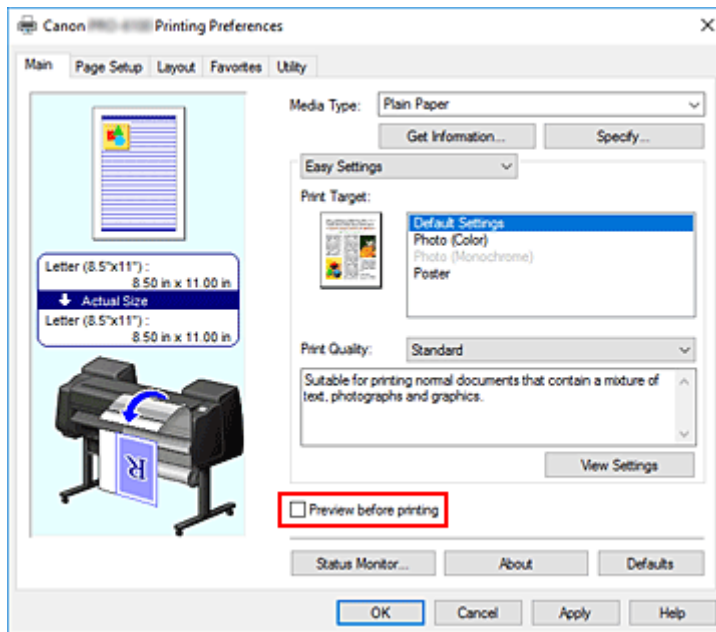 Canon Printing Preferences
Main Page Setup Layout Favorites Utility
Media Type: Plain Paper
Get Information... Specify...
Easy Settings
Print Target:
Default Settings
Photo (Color)
Photo (Monochrome)
Poster
Letter (8.5"x11") :
8.50 in x 11.00 in
Actual Size
Letter (8.5"x11") :
8.50 in x 11.00 in
Print Quality: Standard
Suitable for printing normal documents that contain a mixture of
text, photographs and graphics.
View Settings
R
Preview before printing
Status Monitor... About Defaults
OK Cancel Apply Help